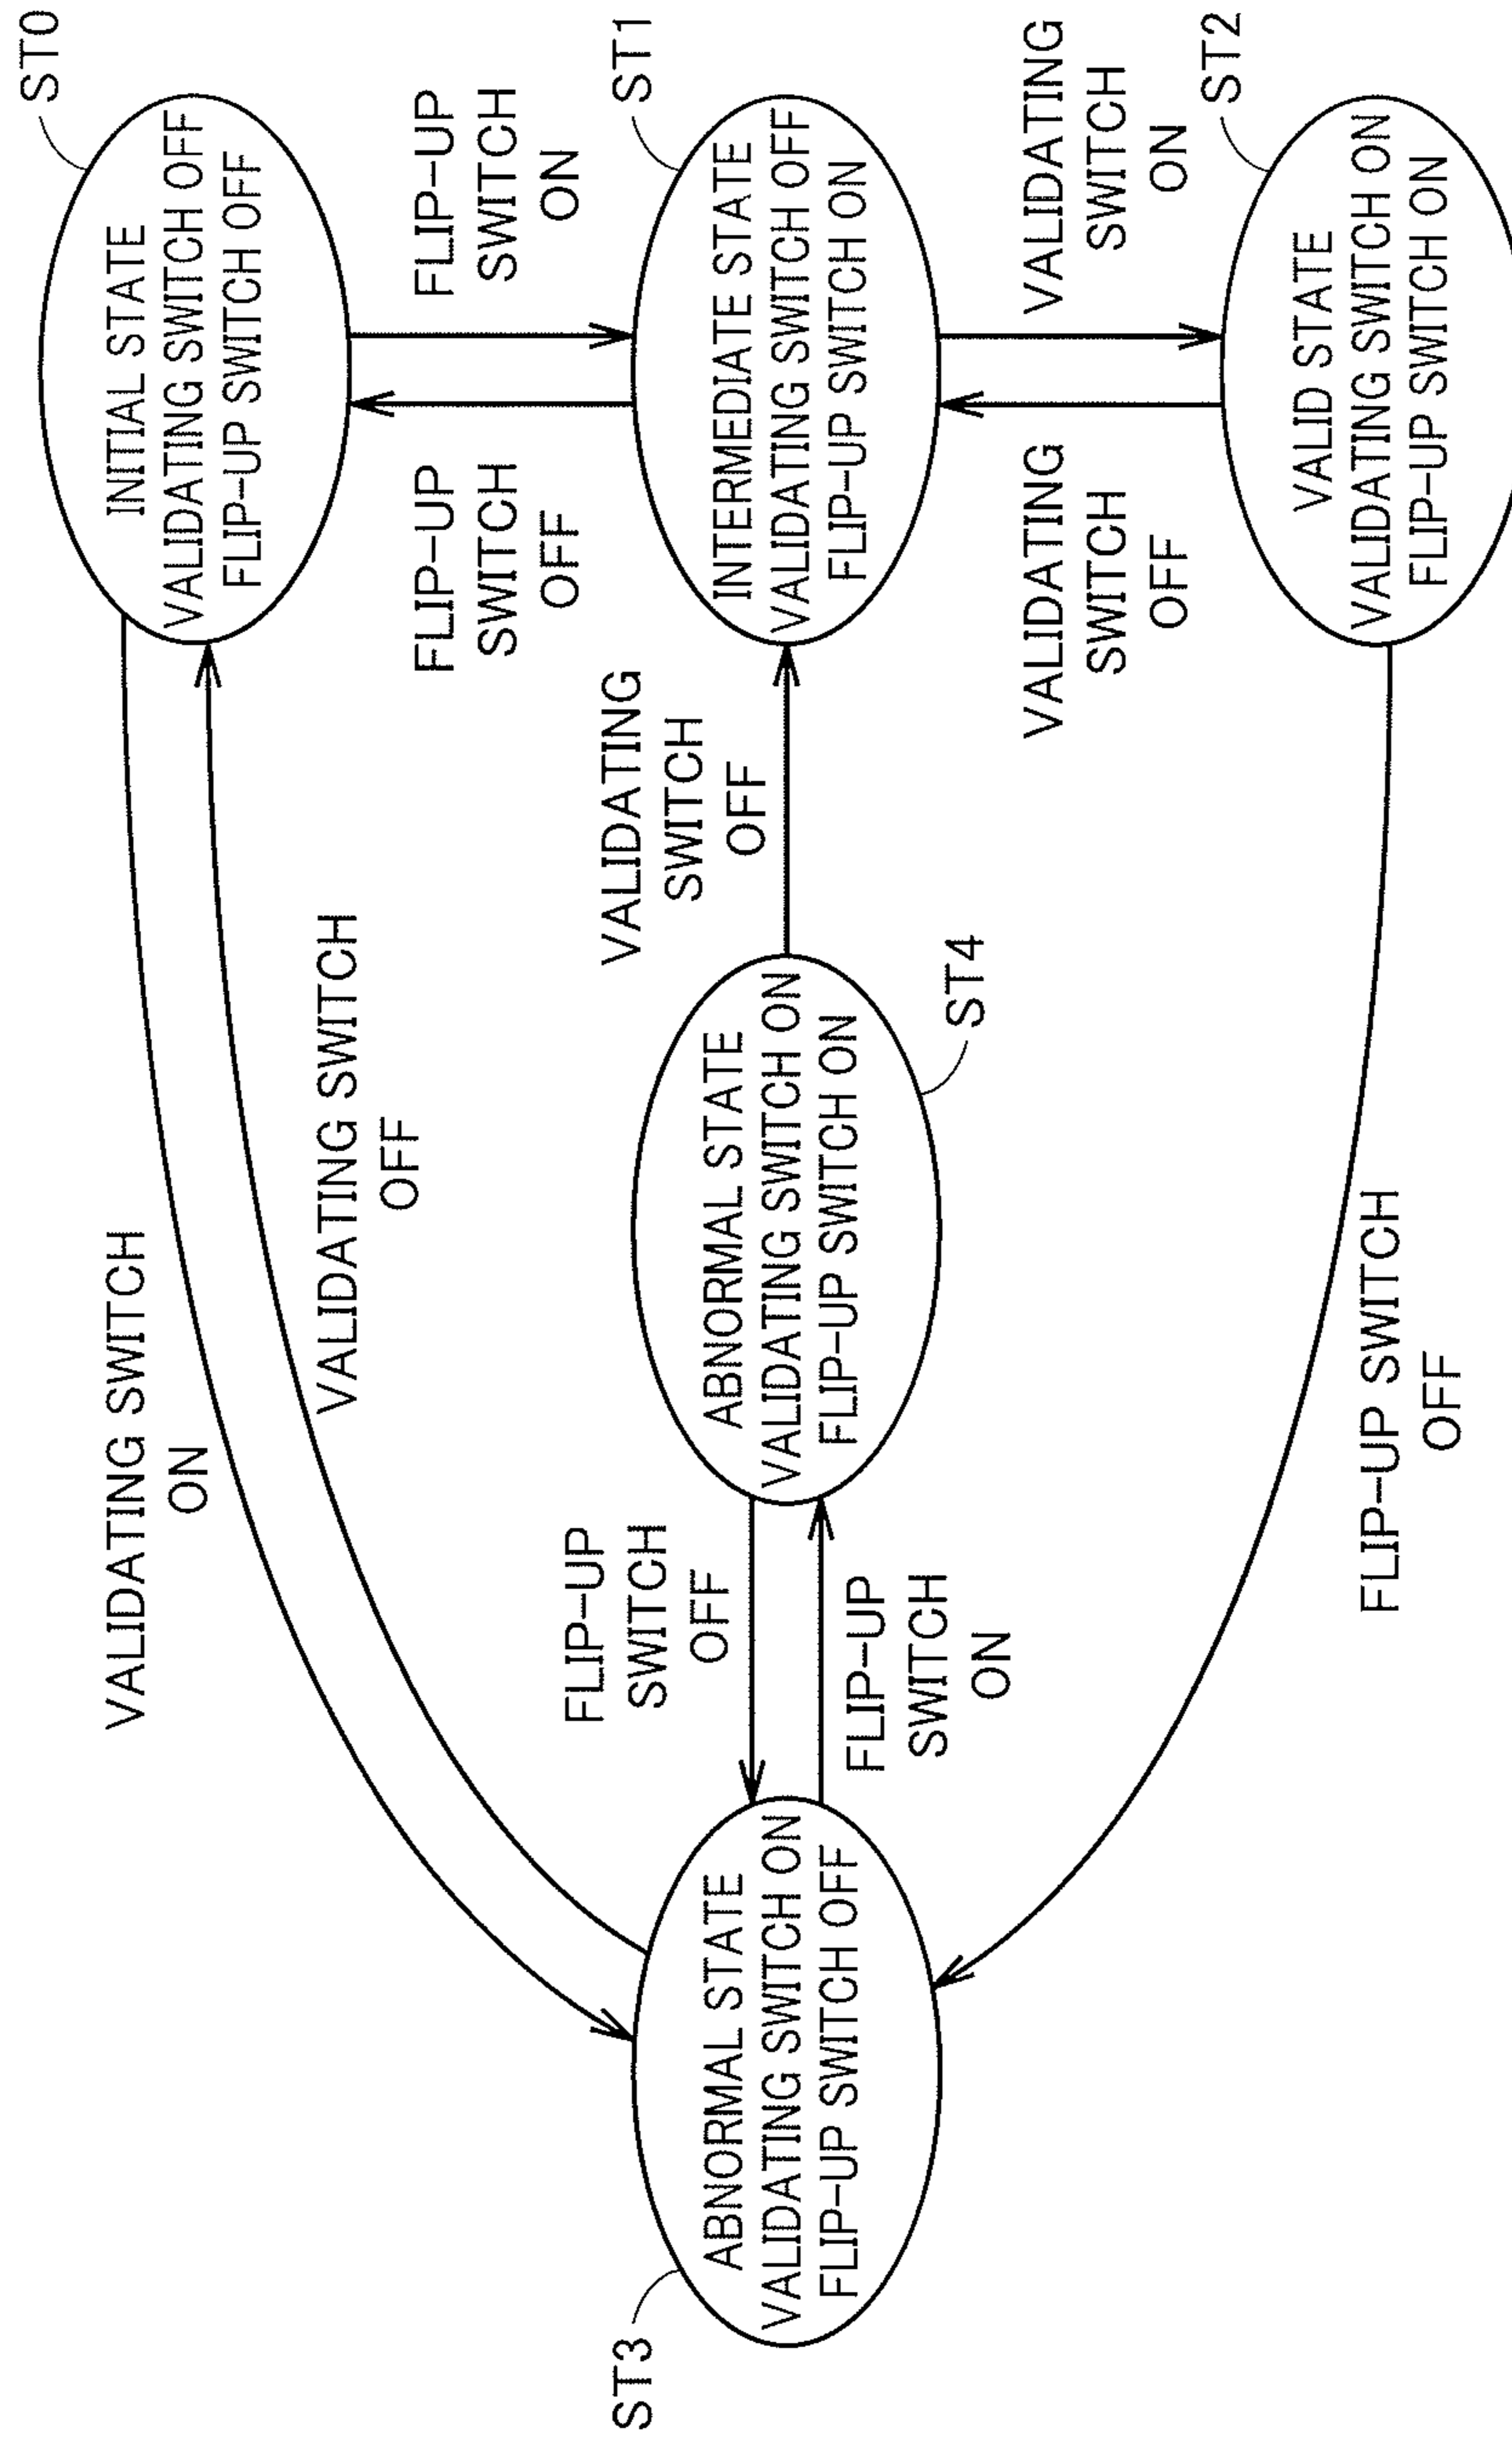 ST0
INITIAL STATE
VALIDATING SWITCH OFF
FLIP-UP SWITCH OFF
VALIDATING SWITCH
ON
VALIDATING SWITCH
OFF
FLIP-UP
SWITCH
OFF
FLIP-UP
SWITCH
ON
ST3
ABNORMAL STATE
VALIDATING SWITCH ON
FLIP-UP SWITCH OFF
FLIP-UP
SWITCH
OFF
FLIP-UP
SWITCH
ON
ABNORMAL STATE
VALIDATING SWITCH ON
FLIP-UP SWITCH ON
ST4
VALIDATING
SWITCH
OFF
ST1
INTERMEDIATE STATE
VALIDATING SWITCH OFF
FLIP-UP SWITCH ON
VALIDATING
SWITCH
OFF
VALIDATING
SWITCH
ON
ST2
VALID STATE
VALIDATING SWITCH ON
FLIP-UP SWITCH ON
FLIP-UP SWITCH
OFF